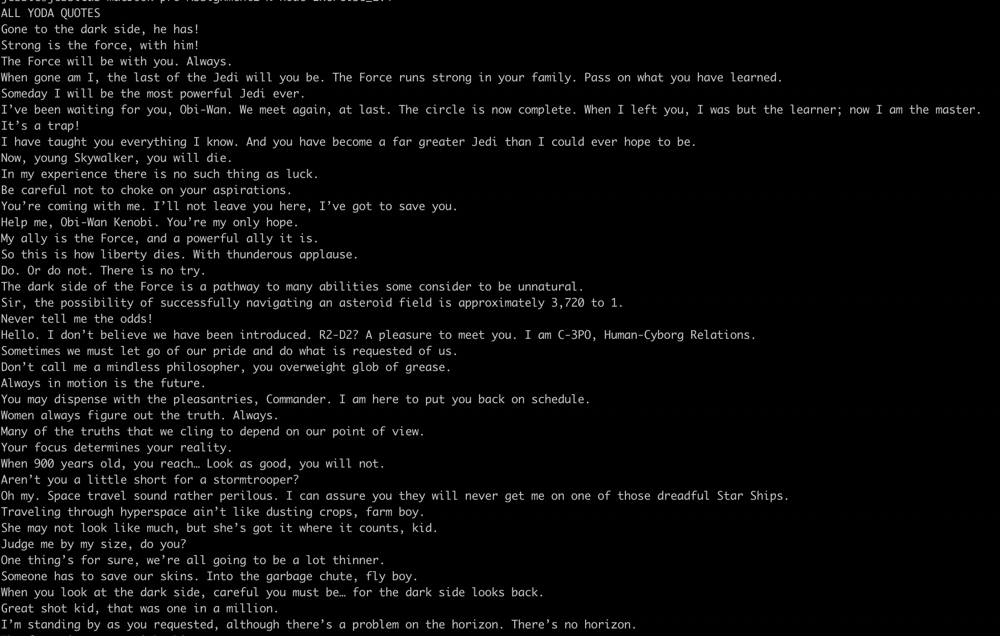 ALL YODA QUOTES
Gone to the dark side, he has!
Strong is the force, with him!
The Force will be with you. Always.
When gone am I, the last of the Jedi will you be. The Force runs strong in your family. Pass on what you have learned.
Someday I will be the most powerful Jedi ever.
I’ve been waiting for you, Obi-Wan. We meet again, at last. The circle is now complete. When I left you, I was but the learner; now I am the master.
It’s a trap!
I have taught you everything I know. And you have become a far greater Jedi than I could ever hope to be.
Now, young Skywalker, you will die.
In my experience there is no such thing as luck.
Be careful not to choke on your aspirations.
You’re coming with me. I’ll not leave you here, I’ve got to save you.
Help me, Obi-Wan Kenobi. You’re my only hope.
My ally is the Force, and a powerful ally it is.
So this is how liberty dies. With thunderous applause.
Do. Or do not. There is no try.
The dark side of the Force is a pathway to many abilities some consider to be unnatural.
Sir, the possibility of successfully navigating an asteroid field is approximately 3,720 to 1.
Never tell me the odds!
Hello. I don’t believe we have been introduced. R2-D2? A pleasure to meet you. I am C-3PO, Human-Cyborg Relations.
Sometimes we must let go of our pride and do what is requested of us.
Don’t call me a mindless philosopher, you overweight glob of grease.
Always in motion is the future.
You may dispense with the pleasantries, Commander. I am here to put you back on schedule.
Women always figure out the truth. Always.
Many of the truths that we cling to depend on our point of view.
Your focus determines your reality.
When 900 years old, you reach… Look as good, you will not.
Aren’t you a little short for a stormtrooper?
Oh my. Space travel sound rather perilous. I can assure you they will never get me on one of those dreadful Star Ships.
Traveling through hyperspace ain’t like dusting crops, farm boy.
She may not look like much, but she’s got it where it counts, kid.
Judge me by my size, do you?
One thing’s for sure, we’re all going to be a lot thinner.
Someone has to save our skins. Into the garbage chute, fly boy.
When you look at the dark side, careful you must be… for the dark side looks back.
Great shot kid, that was one in a million.
I’m standing by as you requested, although there’s a problem on the horizon. There’s no horizon.